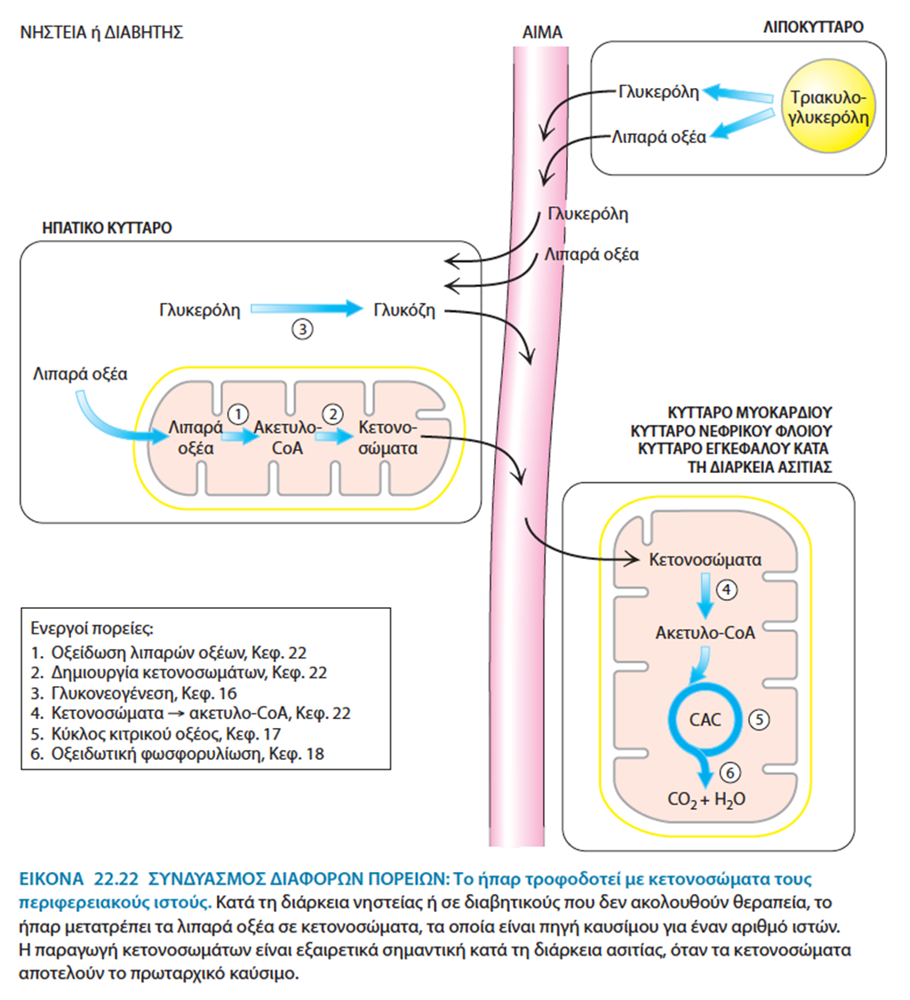 ΝΗΣΤΕΙΑ ή ΔΙΑΒΗΤΗΣ
ΑΙΜΑ
ΛΙΠΟΚΥΤΤΑΡΟ
Γλυκερόλη
Λιπαρά οξέα
Τριακυλο-
γλυκερόλη
Γλυκερόλη
Λιπαρά οξέα
ΗΠΑΤΙΚΟ ΚΥΤΤΑΡΟ
Γλυκερόλη
3
Γλυκόζη
Λιπαρά οξέα
Λιπαρά
οξέα
1
Ακετυλο-
CoA
2
Κετονο-
σώματα
ΚΥΤΤΑΡΟ ΜΥΟΚΑΡΔΙΟΥ
ΚΥΤΤΑΡΟ ΝΕΦΡΙΚΟΥ ΦΛΟΙΟΥ
ΚΥΤΤΑΡΟ ΕΓΚΕΦΑΛΟΥ ΚΑΤΑ
ΤΗ ΔΙΑΡΚΕΙΑ ΑΣΙΤΙΑΣ
Κετονοσώματα
4
Ακετυλο-CoA
CAC
5
6
CO₂ + H₂O
Ενεργοί πορείες:
1. Οξείδωση λιπαρών οξέων, Κεφ. 22
2. Δημιουργία κετονοσωμάτων, Κεφ. 22
3. Γλυκονεογένεση, Κεφ. 16
4. Κετονοσώματα → ακετυλο-CoA, Κεφ. 22
5. Κύκλος κιτρικού οξέος, Κεφ. 17
6. Οξειδωτική φωσφορυλίωση, Κεφ. 18
ΕΙΚΟΝΑ 22.22 ΣΥΝΔΥΑΣΜΟΣ ΔΙΑΦΟΡΩΝ ΠΟΡΕΙΩΝ: Το ήπαρ τροφοδοτεί με κετονοσώματα τους
περιφερειακούς ιστούς. Κατά τη διάρκεια νηστείας ή σε διαβητικούς που δεν ακολουθούν θεραπεία, το
ήπαρ μετατρέπει τα λιπαρά οξέα σε κετονοσώματα, τα οποία είναι πηγή καυσίμου για έναν αριθμό ιστών.
Η παραγωγή κετονοσωμάτων είναι εξαιρετικά σημαντική κατά τη διάρκεια ασιτίας, όταν τα κετονοσώματα
αποτελούν το πρωταρχικό καύσιμο.